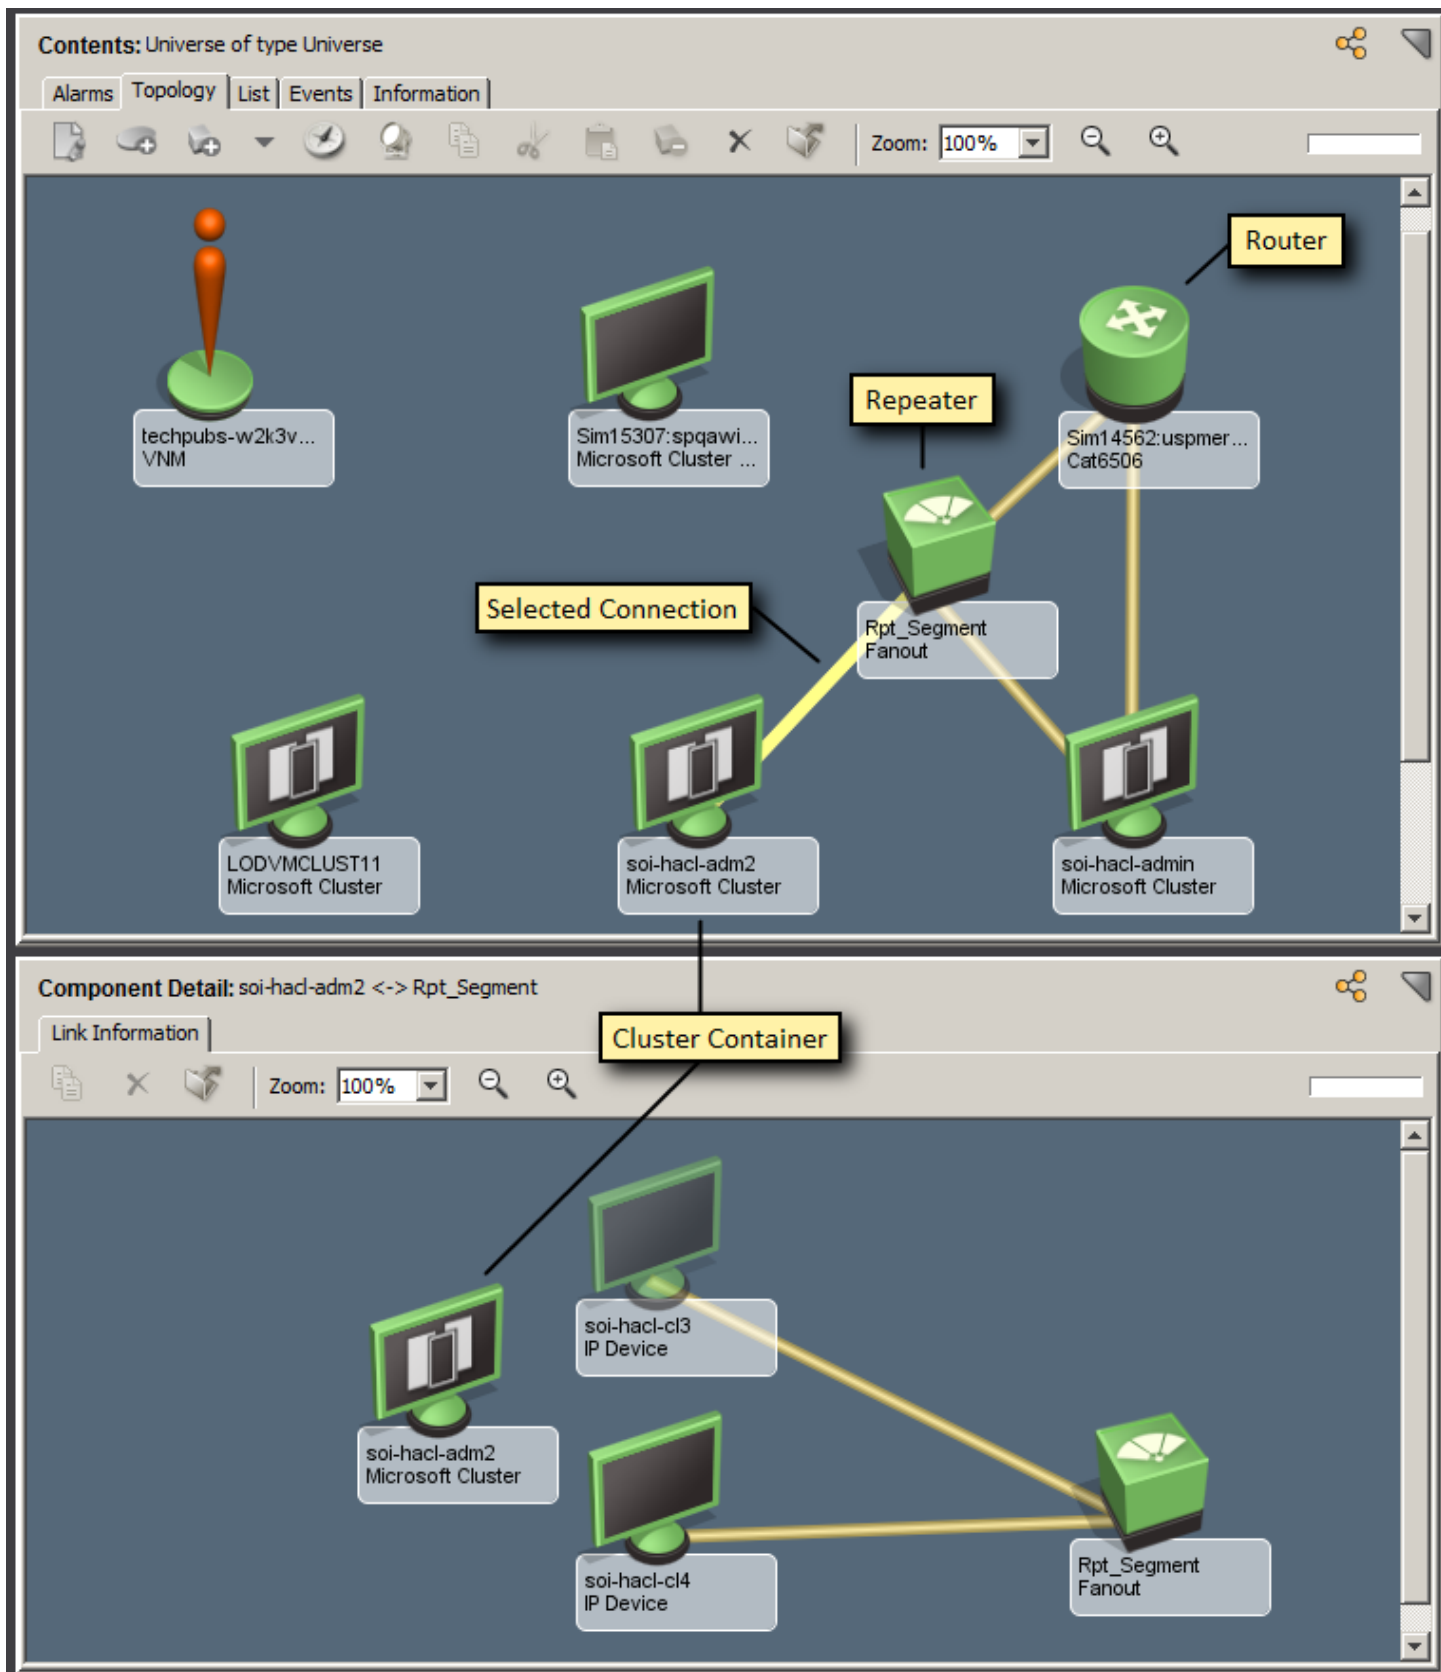 Contents: Universe of type Universe
Alarms Topology List Events Information
Zoom: 100%
Router
Repeater
techpubs-w2k3v...
VNM
Sim15307:spqawi...
Microsoft Cluster ...
Sim14562:uspmer...
Cat6506
Selected Connection
Rpt_Segment
Fanout
LODVMCLUST11
Microsoft Cluster
soi-hacl-adm2
Microsoft Cluster
soi-hacl-admin
Microsoft Cluster
Component Detail: soi-hacl-adm2 <-> Rpt_Segment
Link Information
Cluster Container
Zoom: 100%
soi-hacl-cl3
IP Device
soi-hacl-adm2
Microsoft Cluster
soi-hacl-cl4
IP Device
Rpt_Segment
Fanout